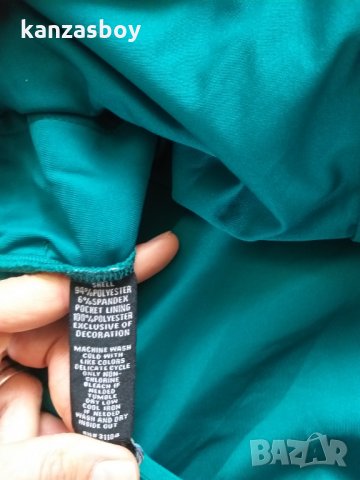 kanzasboy
SHELL
94%POLYESTER
6%SPANDEX
POCKET LINING
100%POLYESTER
EXCLUSIVE OF
DECORATION
MACHINE WASH
COLD WITH
LIKE COLORS
DELICATE CYCLE
ONLY NON-
CHLORINE
BLEACH IF
NEEDED
TUMBLE
DRY LOW
COOL IRON
IF NEEDED
WASH AND DRY
INSIDE OUT
BAZAR